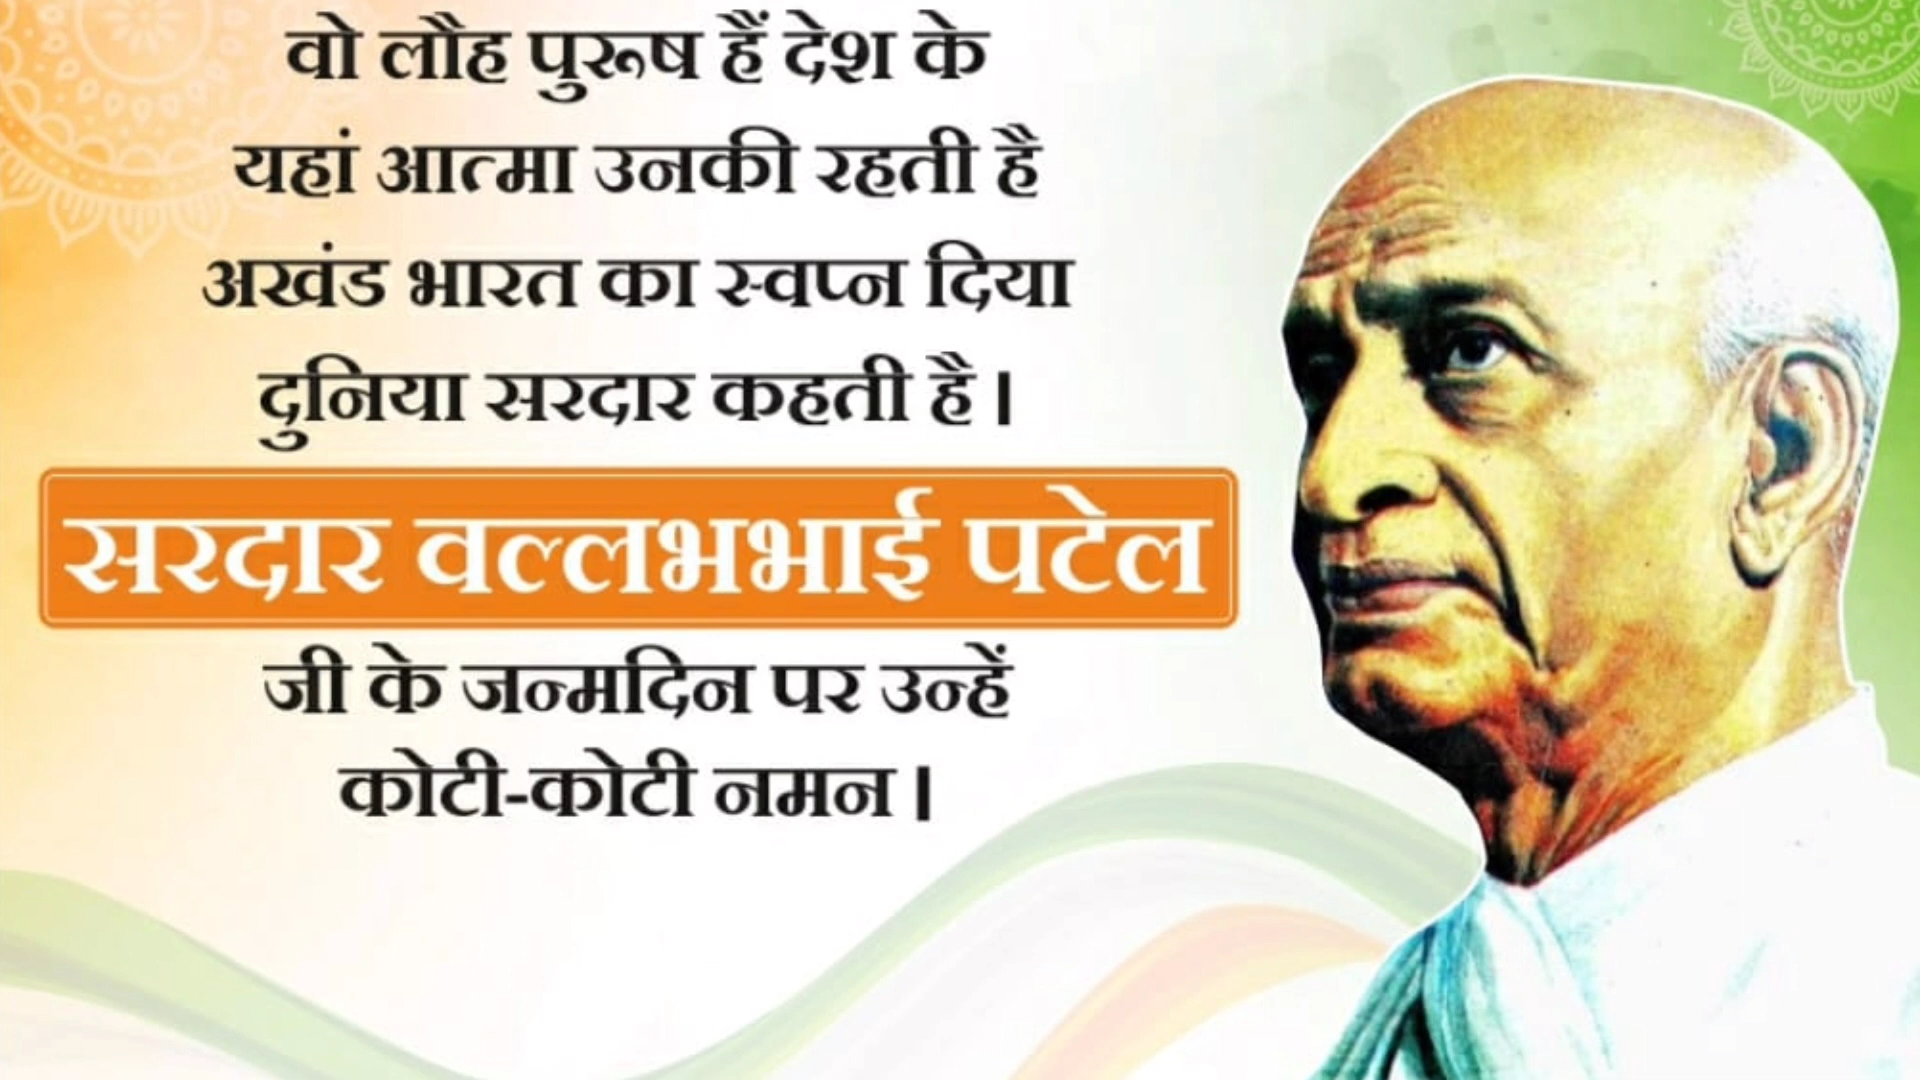 वो लौह पुरूष हैं देश के
यहां आत्मा उनकी रहती है
अखंड भारत का स्वप्न दिया
दुनिया सरदार कहती है।
सरदार वल्लभभाई पटेल
जी के जन्मदिन पर उन्हें
कोटी-कोटी नमन।